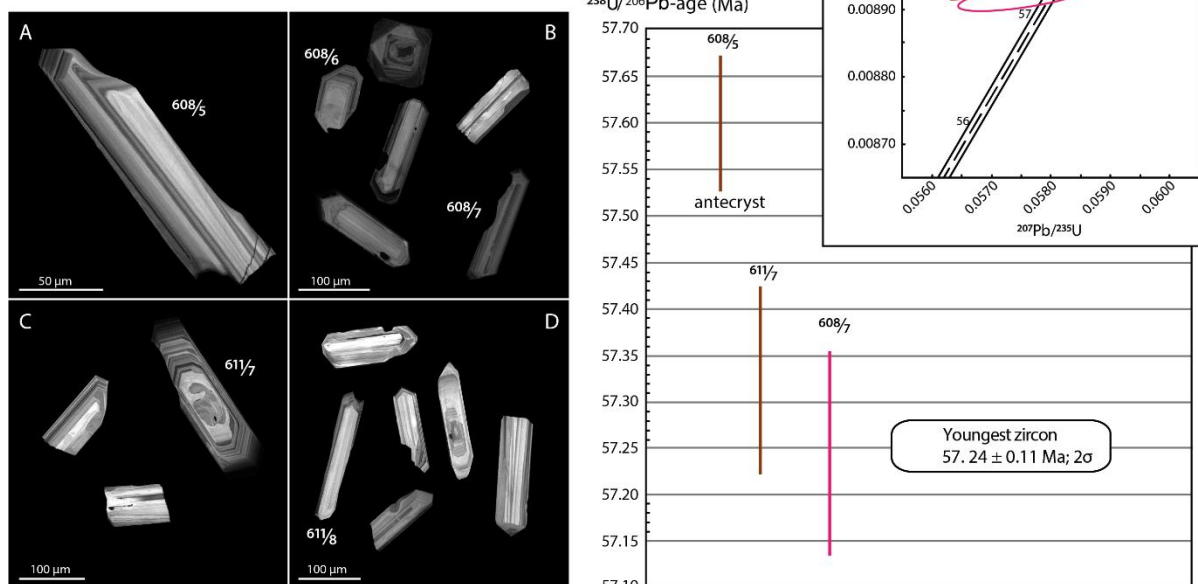 A
608/5
50 µm
B
608/6
608/7
100 µm
C
611/7
100 µm
D
611/8
100 µm
238U/206Pb-age (Ma)
57.70
57.65
57.60
57.55
57.50
57.45
57.40
57.35
57.30
57.25
57.20
57.15
57.10
608/5
antecryst
611/7
608/7
Youngest zircon
57. 24 ± 0.11 Ma; 2σ
0.00890
0.00880
0.00870
57
56
0.0560
0.0570
0.0580
0.0590
0.0600
207Pb/235U